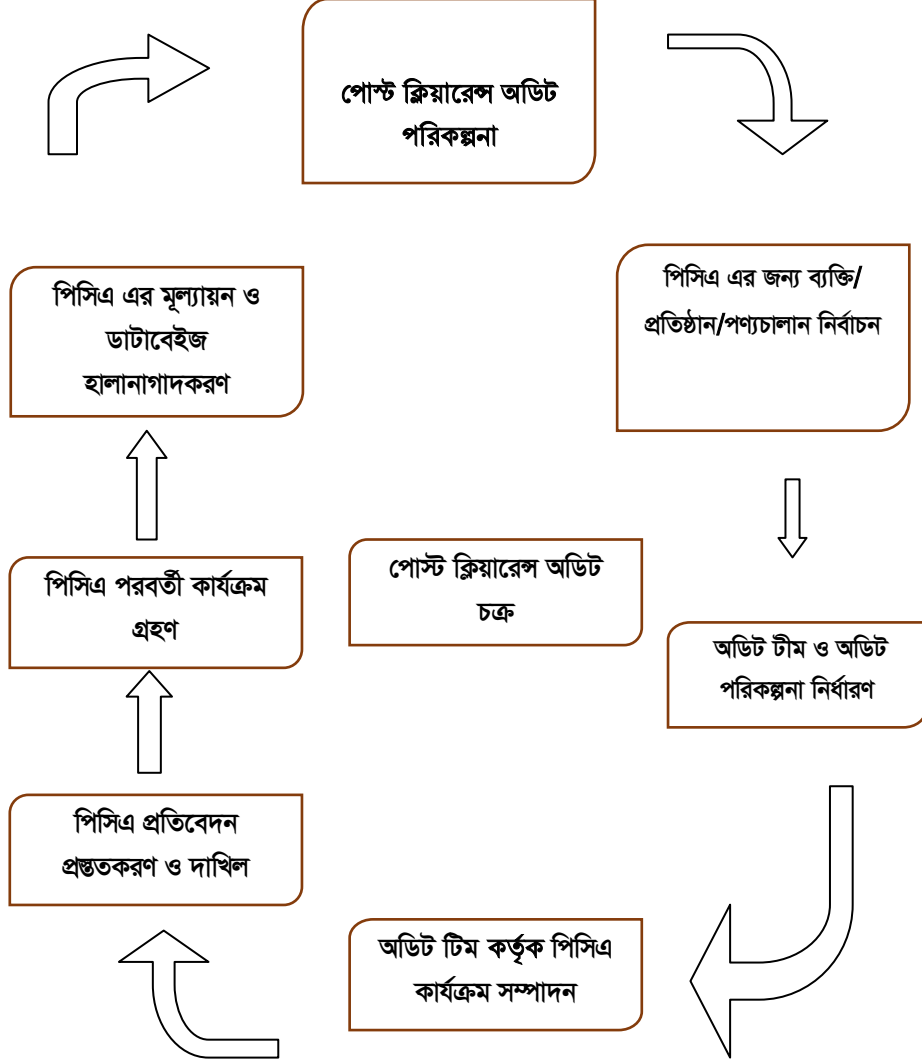 পোস্ট ক্লিয়ারেন্স অডিট
পরিকল্পনা
পিসিএ এর জন্য ব্যক্তি/
প্রতিষ্ঠান/পণ্যচালান নির্বাচন
অডিট টীম ও অডিট
পরিকল্পনা নির্ধারণ
অডিট টিম কর্তৃক পিসিএ
কার্যক্রম সম্পাদন
পিসিএ প্রতিবেদন
প্রস্তুতকরণ ও দাখিল
পিসিএ পরবর্তী কার্যক্রম
গ্রহণ
পিসিএ এর মূল্যায়ন ও
ডাটাবেইজ
হালানাগাদকরণ
পোস্ট ক্লিয়ারেন্স অডিট
চক্র